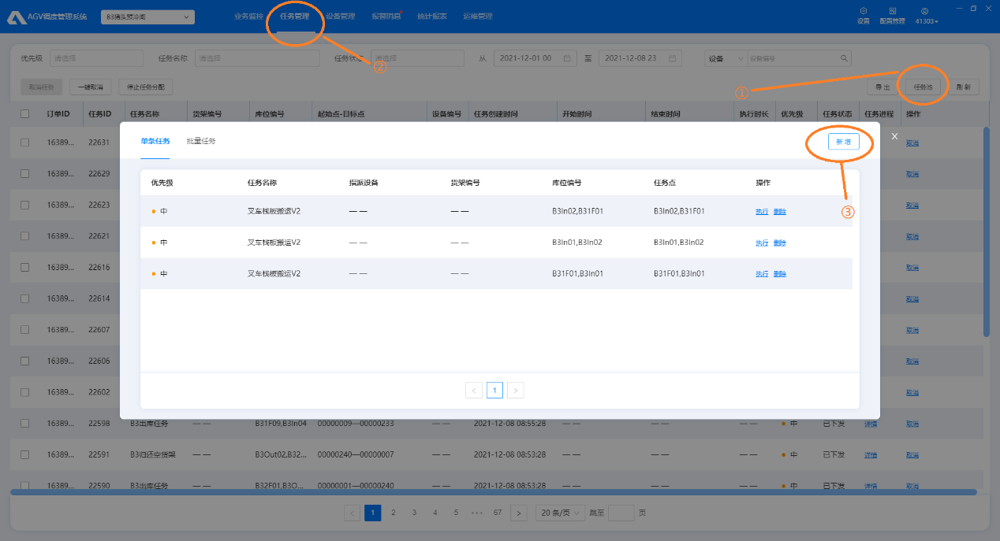 AGV调度管理系统 B3猪头预冷间 业务监控 任务管理 设备管理 报警消息 统计报表 运维管理 设置 配置管理 41303
②
优先级 请选择 任务名称 请选择 任务状态 请选择 从 2021-12-01 00 至 2021-12-08 23 设备 设备编号
取消任务 一键取消 停止任务分配 ① 导出 任务池 刷新
订单ID 任务ID 任务名称 货架编号 库位编号 起始点-目标点 设备编号 任务创建时间 开始时间 结束时间 执行时长 优先级 任务状态 任务进程 操作
单条任务 批量任务 新增 X
③
优先级 任务名称 指派设备 货架编号 库位编号 任务点 操作
中 叉车栈板搬运V2 — — — — B3In02,B31F01 B3In02,B31F01 执行 删除
中 叉车栈板搬运V2 — — — — B3In01,B3In02 B3In01,B3In02 执行 删除
中 叉车栈板搬运V2 — — — — B31F01,B3In01 B31F01,B3In01 执行 删除
< 1 >
16389... 22631 取消
16389... 22629 取消
16389... 22623 取消
16389... 22621 取消
16389... 22616 取消
16389... 22614 取消
16389... 22607 取消
16389... 22606 取消
16389... 22602 取消
16389... 22598 B3出库任务 — — B31F09,B3In04 00000009—00000233 — — 2021-12-08 08:55:28 — — — — 中 已下发 详情 取消
16389... 22591 B3归还空货架 — — B3Out02,B32... 00000240—00000007 — — 2021-12-08 08:53:28 — — — — 中 已下发 详情 取消
16389... 22590 B3出库任务 — — B32F01,B3O... 00000001—00000240 — — 2021-12-08 08:53:28 — — — — 中 已下发 详情 取消
< 1 2 3 4 5 ••• 67 > 20 条/页 跳至 页